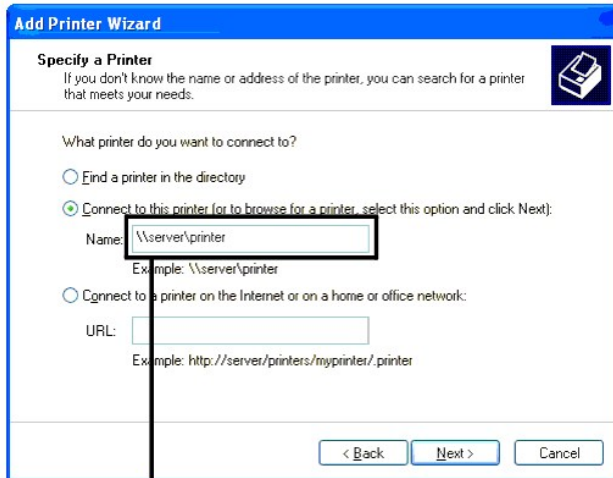 Add Printer Wizard
Specify a Printer
If you don't know the name or address of the printer, you can search for a printer
that meets your needs.
What printer do you want to connect to?
Find a printer in the directory
Connect to this printer (or to browse for a printer, select this option and click Next):
Name: \\server\printer
Example: \\server\printer
Connect to a printer on the Internet or on a home or office network:
URL:
Example: http://server/printers/myprinter/.printer
< Back Next > Cancel